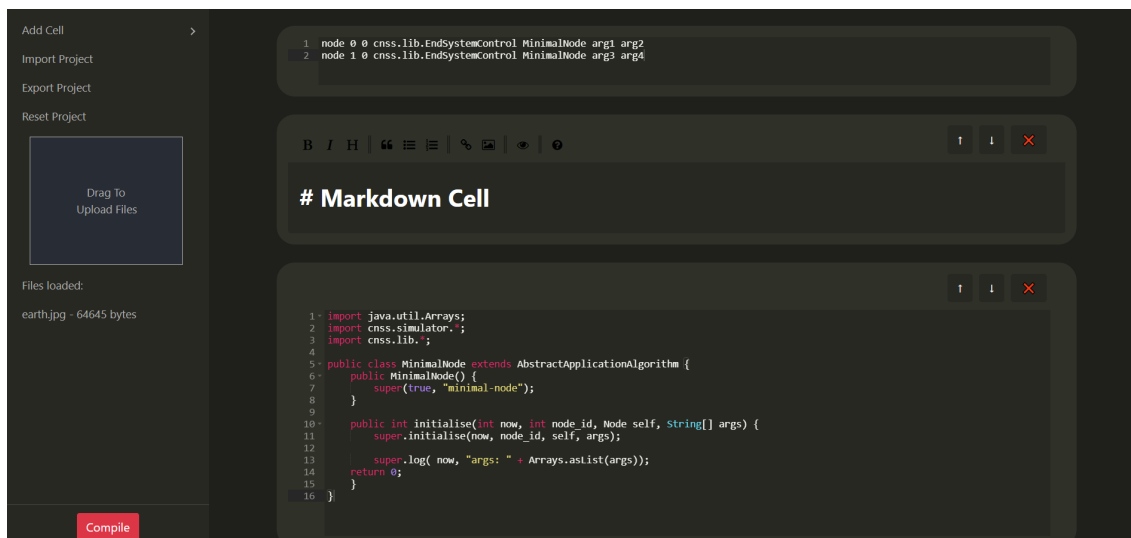 Add Cell
Import Project
Export Project
Reset Project
Drag To
Upload Files
Files loaded:
earth.jpg - 64645 bytes
Compile
1 node 0 0 cnss.lib.EndSystemControl MinimalNode arg1 arg2
2 node 1 0 cnss.lib.EndSystemControl MinimalNode arg3 arg4
B I H
# Markdown Cell
1 import java.util.Arrays;
2 import cnss.simulator.*;
3 import cnss.lib.*;
4
5 public class MinimalNode extends AbstractApplicationAlgorithm {
6     public MinimalNode() {
7         super(true, "minimal-node");
8     }
9
10     public int initialise(int now, int node_id, Node self, String[] args) {
11         super.initialise(now, node_id, self, args);
12
13         super.log( now, "args: " + Arrays.asList(args));
14     return 0;
15     }
16 }